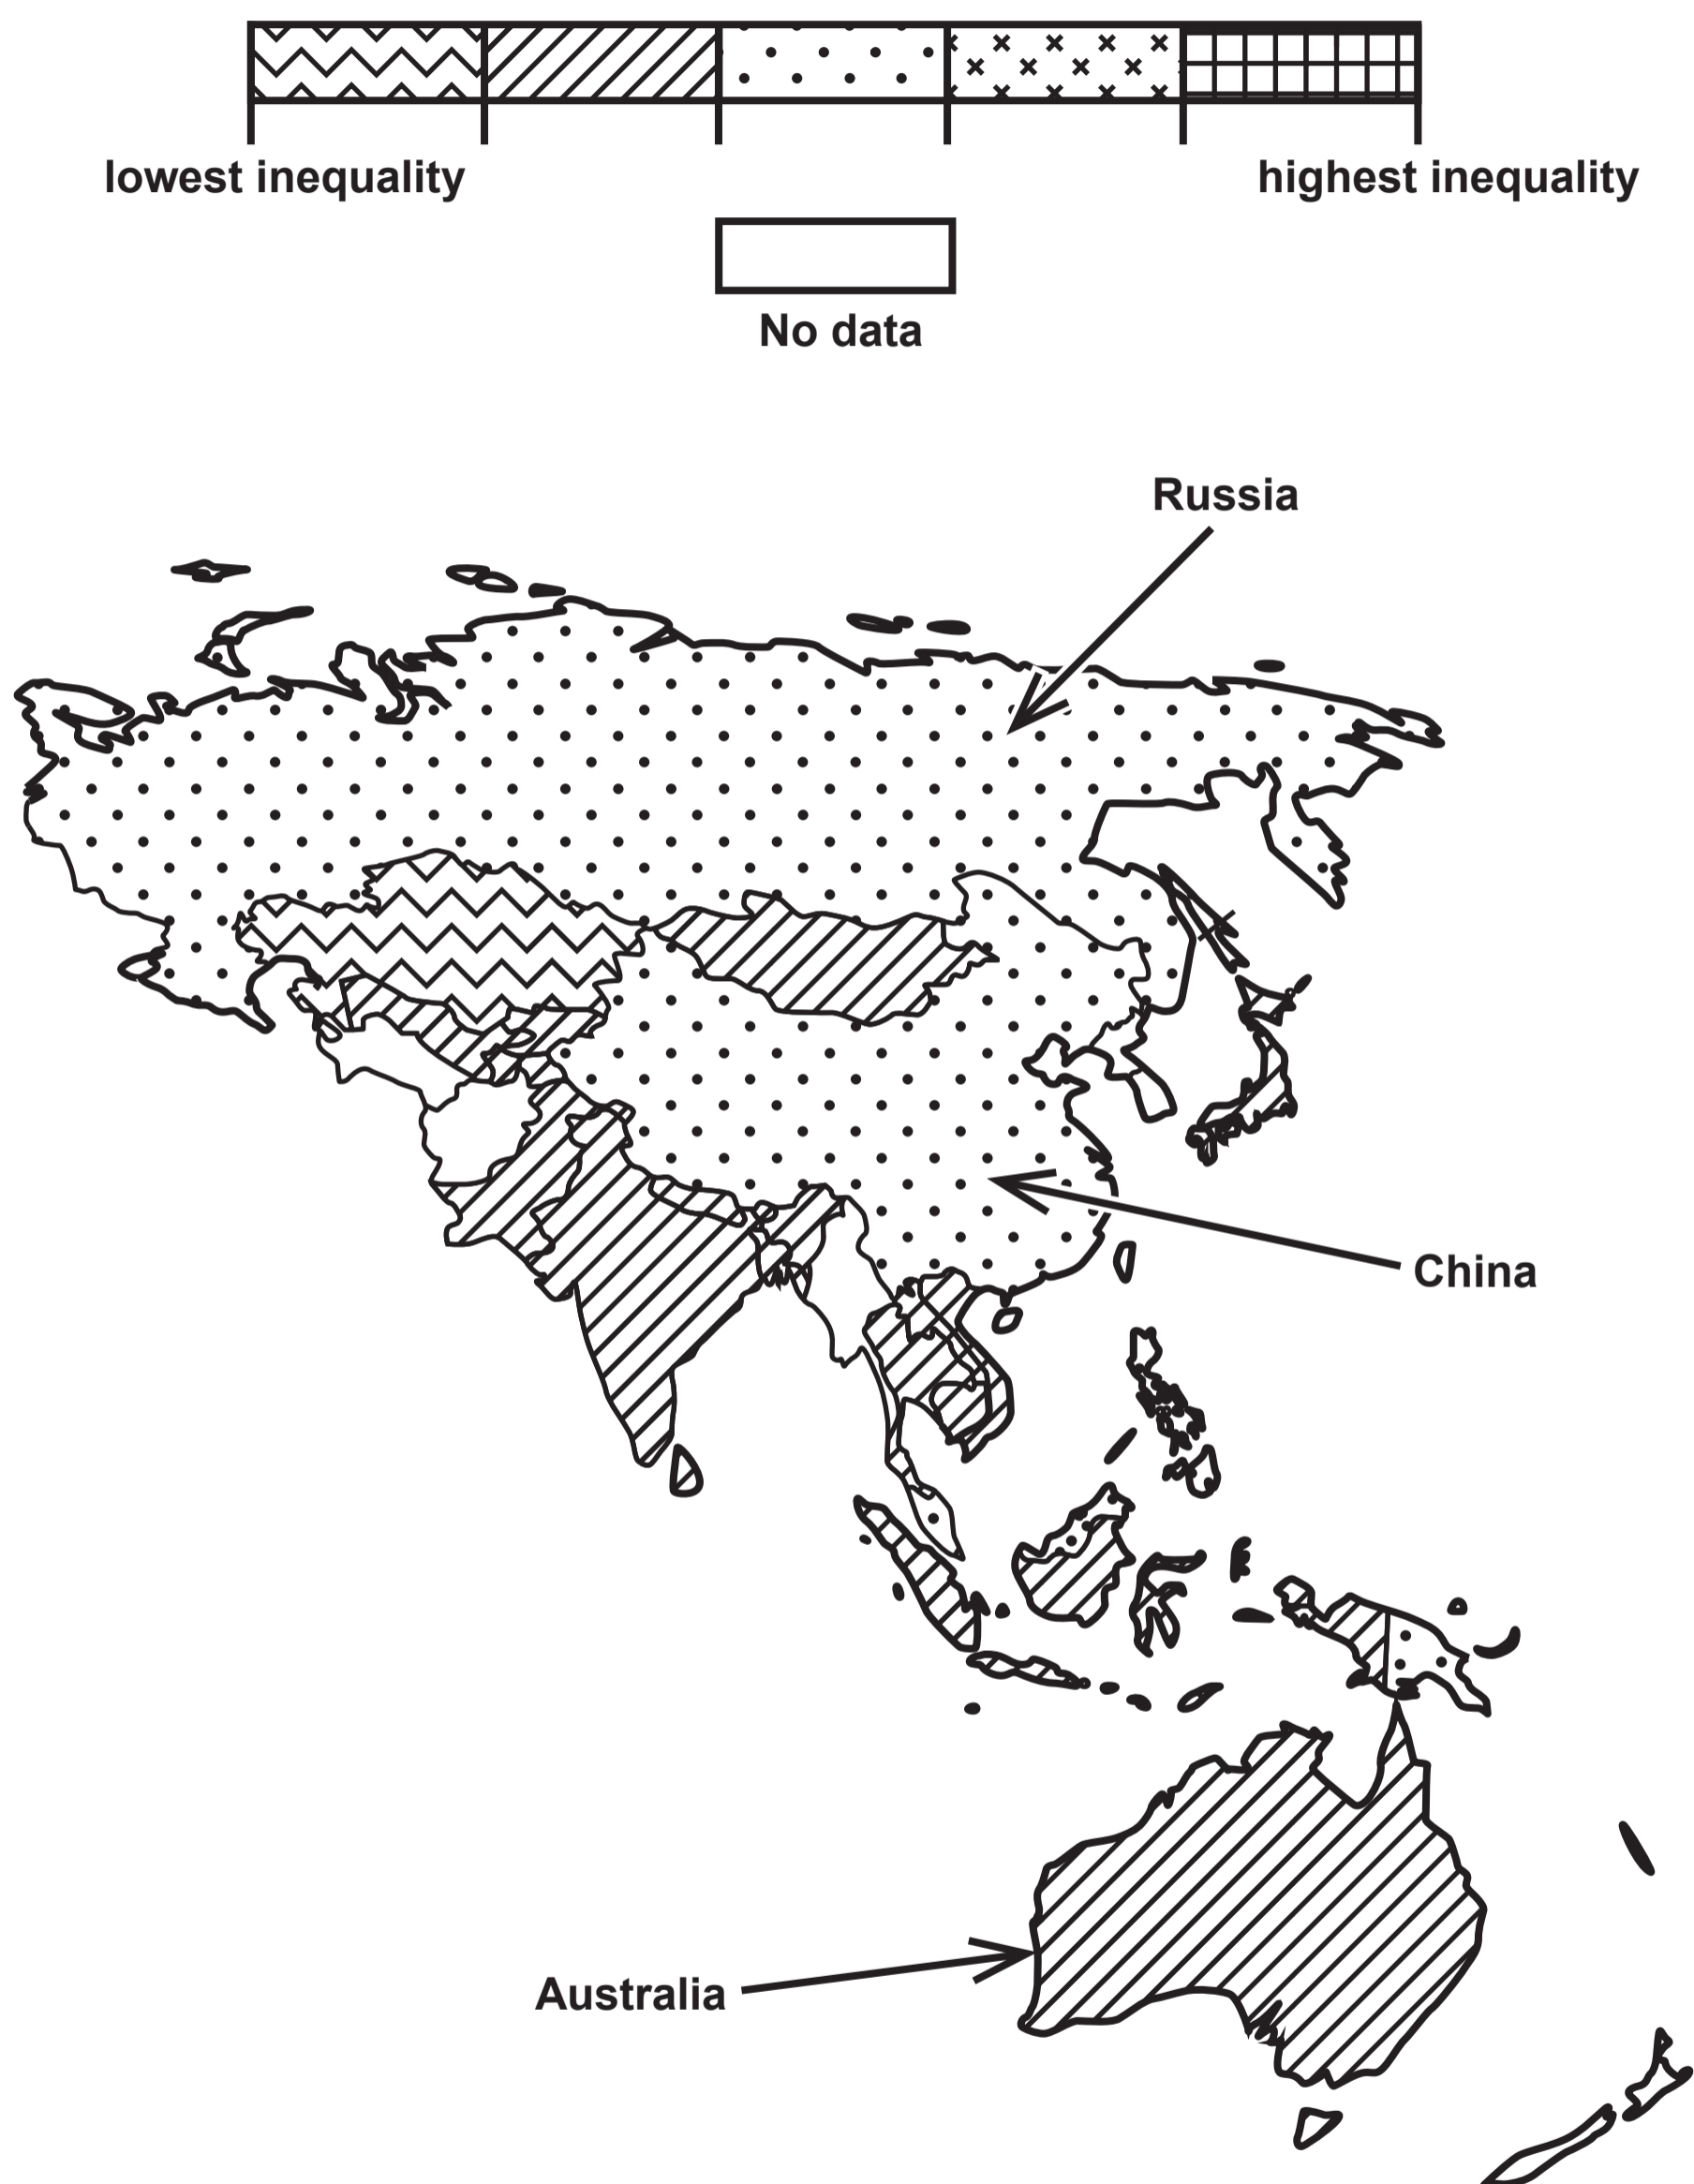 lowest inequality
highest inequality
No data
Russia
China
Australia